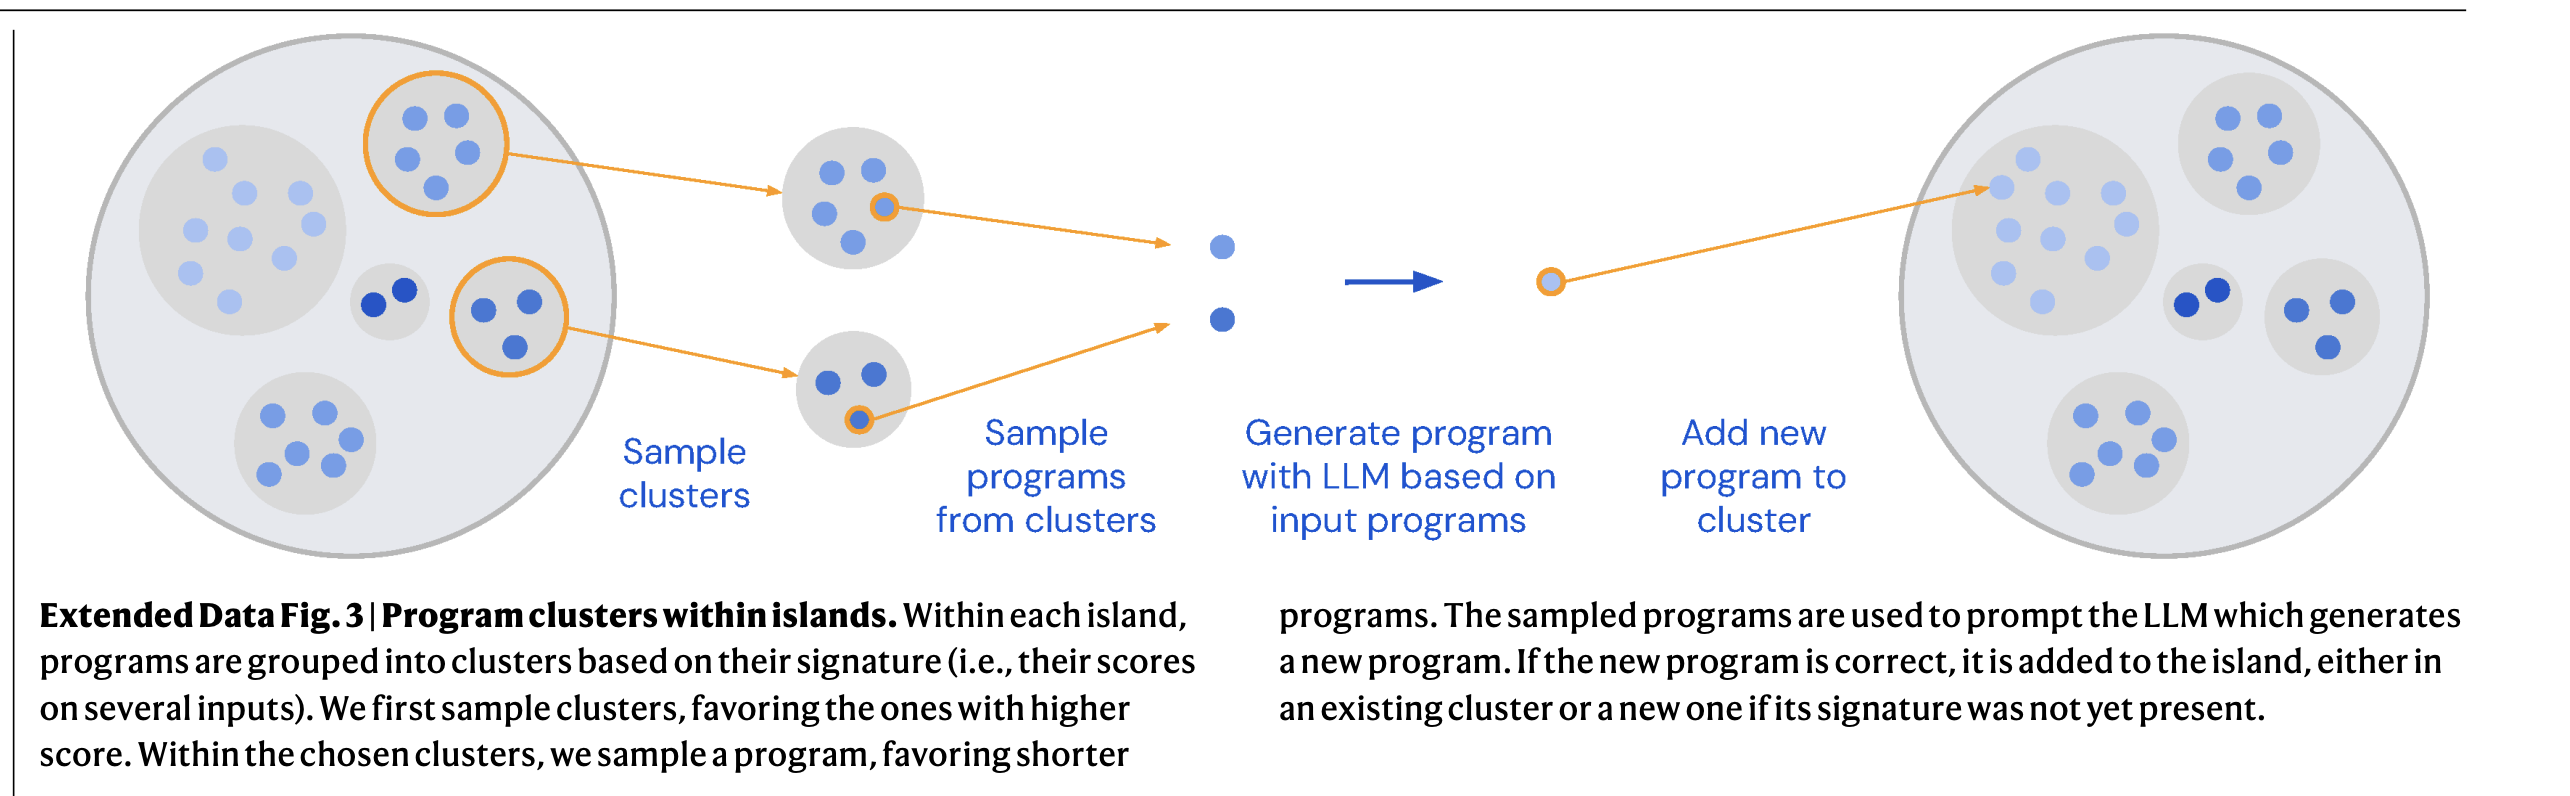 Sample
clusters
Sample
programs
from clusters
Generate program
with LLM based on
input programs
Add new
program to
cluster
Extended Data Fig. 3 | Program clusters within islands. Within each island,
programs are grouped into clusters based on their signature (i.e., their scores
on several inputs). We first sample clusters, favoring the ones with higher
score. Within the chosen clusters, we sample a program, favoring shorter
programs. The sampled programs are used to prompt the LLM which generates
a new program. If the new program is correct, it is added to the island, either in
an existing cluster or a new one if its signature was not yet present.